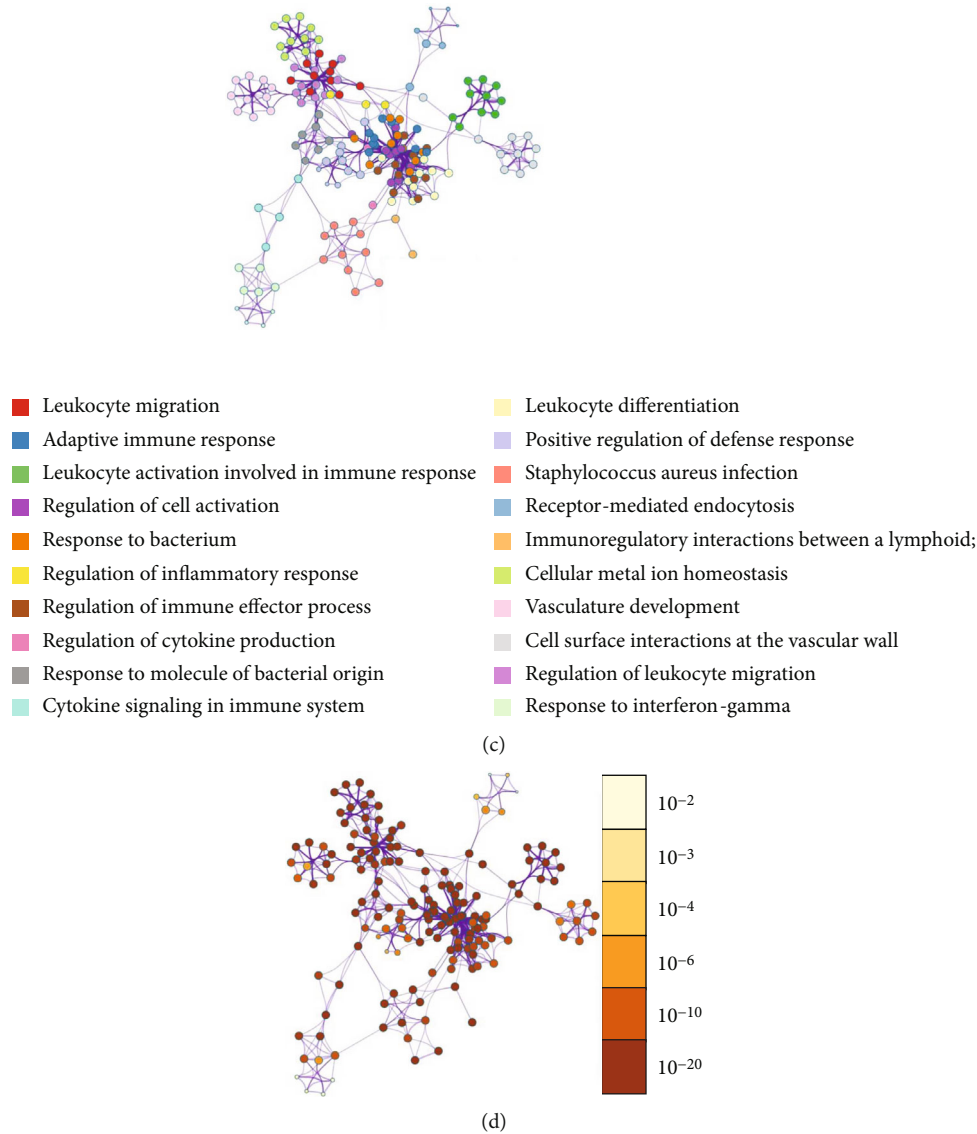 Leukocyte migration
Adaptive immune response
Leukocyte activation involved in immune response
Regulation of cell activation
Response to bacterium
Regulation of inflammatory response
Regulation of immune effector process
Regulation of cytokine production
Response to molecule of bacterial origin
Cytokine signaling in immune system
Leukocyte differentiation
Positive regulation of defense response
Staphylococcus aureus infection
Receptor-mediated endocytosis
Immunoregulatory interactions between a lymphoid;
Cellular metal ion homeostasis
Vasculature development
Cell surface interactions at the vascular wall
Regulation of leukocyte migration
Response to interferon-gamma
(c)
10⁻²
10⁻³
10⁻⁴
10⁻⁶
10⁻¹⁰
10⁻²⁰
(d)